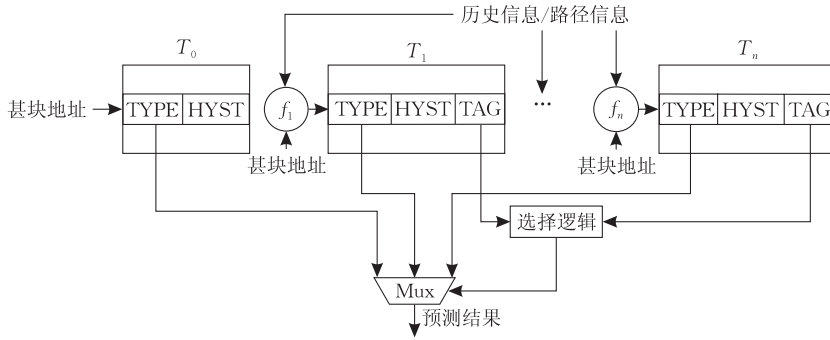 历史信息/路径信息
T0 T1 Tn
甚块地址 TYPE HYST f1 TYPE HYST TAG ... fn TYPE HYST TAG
甚块地址 甚块地址
选择逻辑
Mux
预测结果